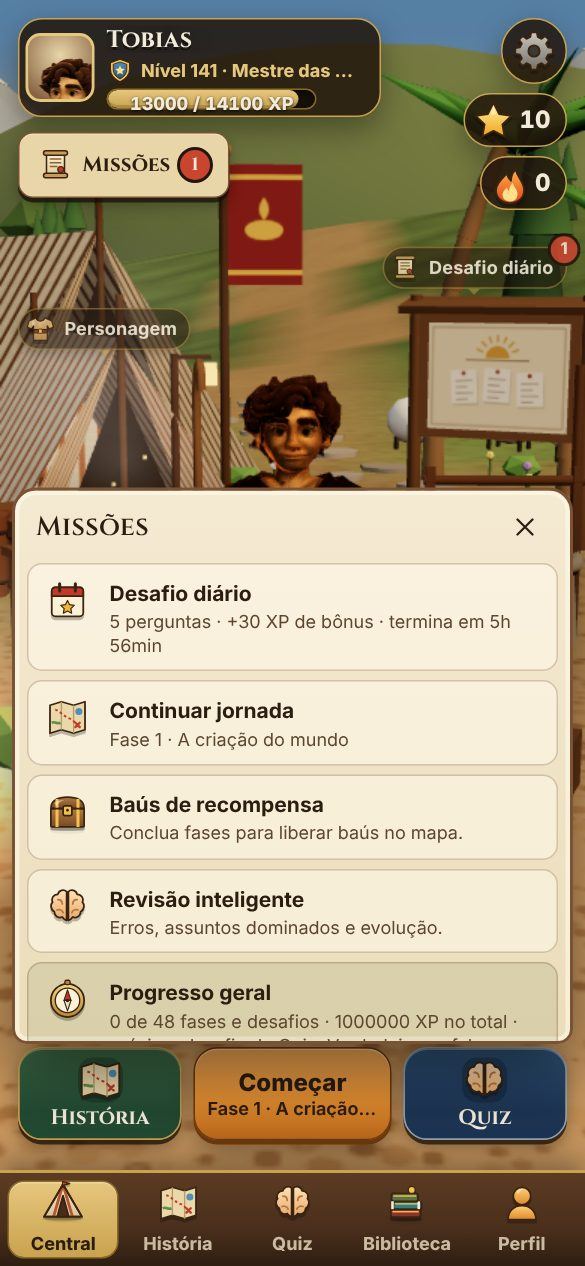 Tobias
Nível 141 · Mestre das ...
13000 / 14100 XP
10
0
Missões 1
Desafio diário 1
Personagem
Missões
Desafio diário
5 perguntas · +30 XP de bônus · termina em 5h
56min
Continuar jornada
Fase 1 · A criação do mundo
Baús de recompensa
Conclua fases para liberar baús no mapa.
Revisão inteligente
Erros, assuntos dominados e evolução.
Progresso geral
0 de 48 fases e desafios · 1000000 XP no total ·
História
Começar
Fase 1 · A criação...
Quiz
Central
História
Quiz
Biblioteca
Perfil